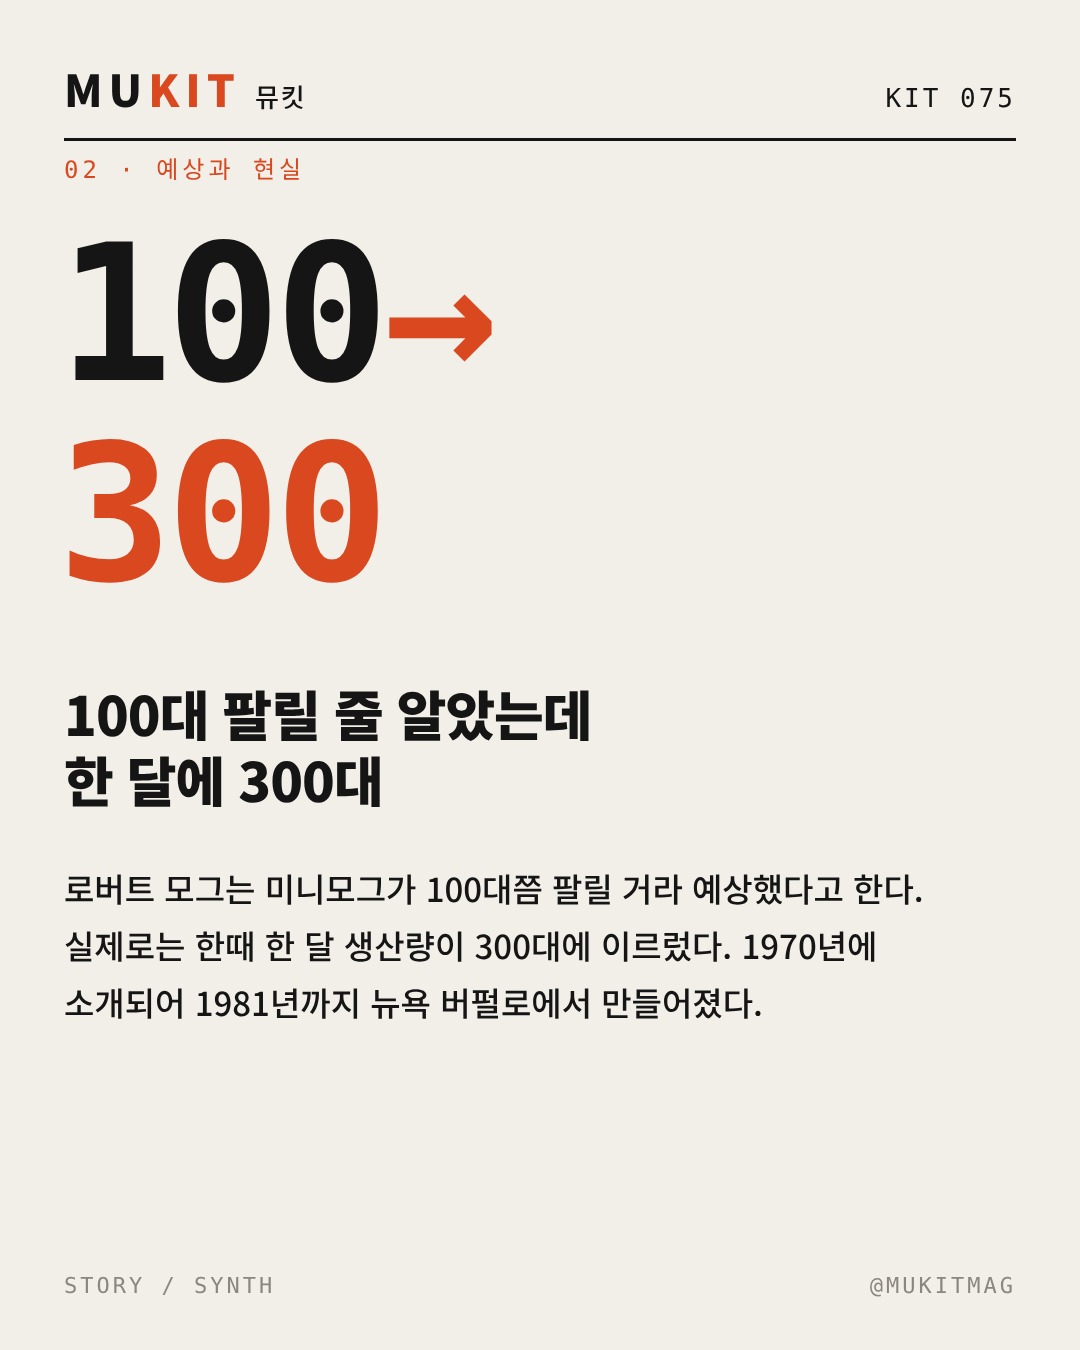 MUKIT 뮤킷
KIT 075
02 · 예상과 현실
100→
300
100대 팔릴 줄 알았는데
한 달에 300대
로버트 모그는 미니모그가 100대쯤 팔릴 거라 예상했다고 한다.
실제로는 한때 한 달 생산량이 300대에 이르렀다. 1970년에
소개되어 1981년까지 뉴욕 버펄로에서 만들어졌다.
STORY / SYNTH
@MUKITMAG